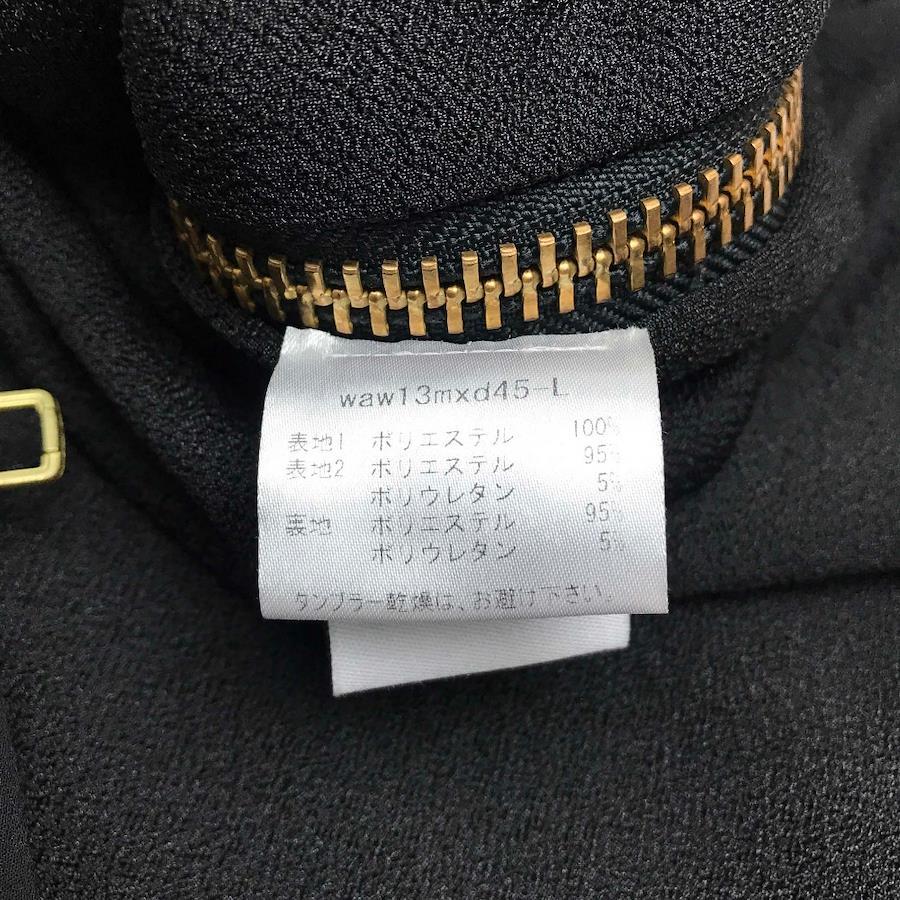 waw13mxd45-L
表地1 ポリエステル 100%
表地2 ポリエステル 95%
ポリウレタン 5%
裏地 ポリエステル 95%
ポリウレタン 5%
タンブラー乾燥は、お避け下さい。